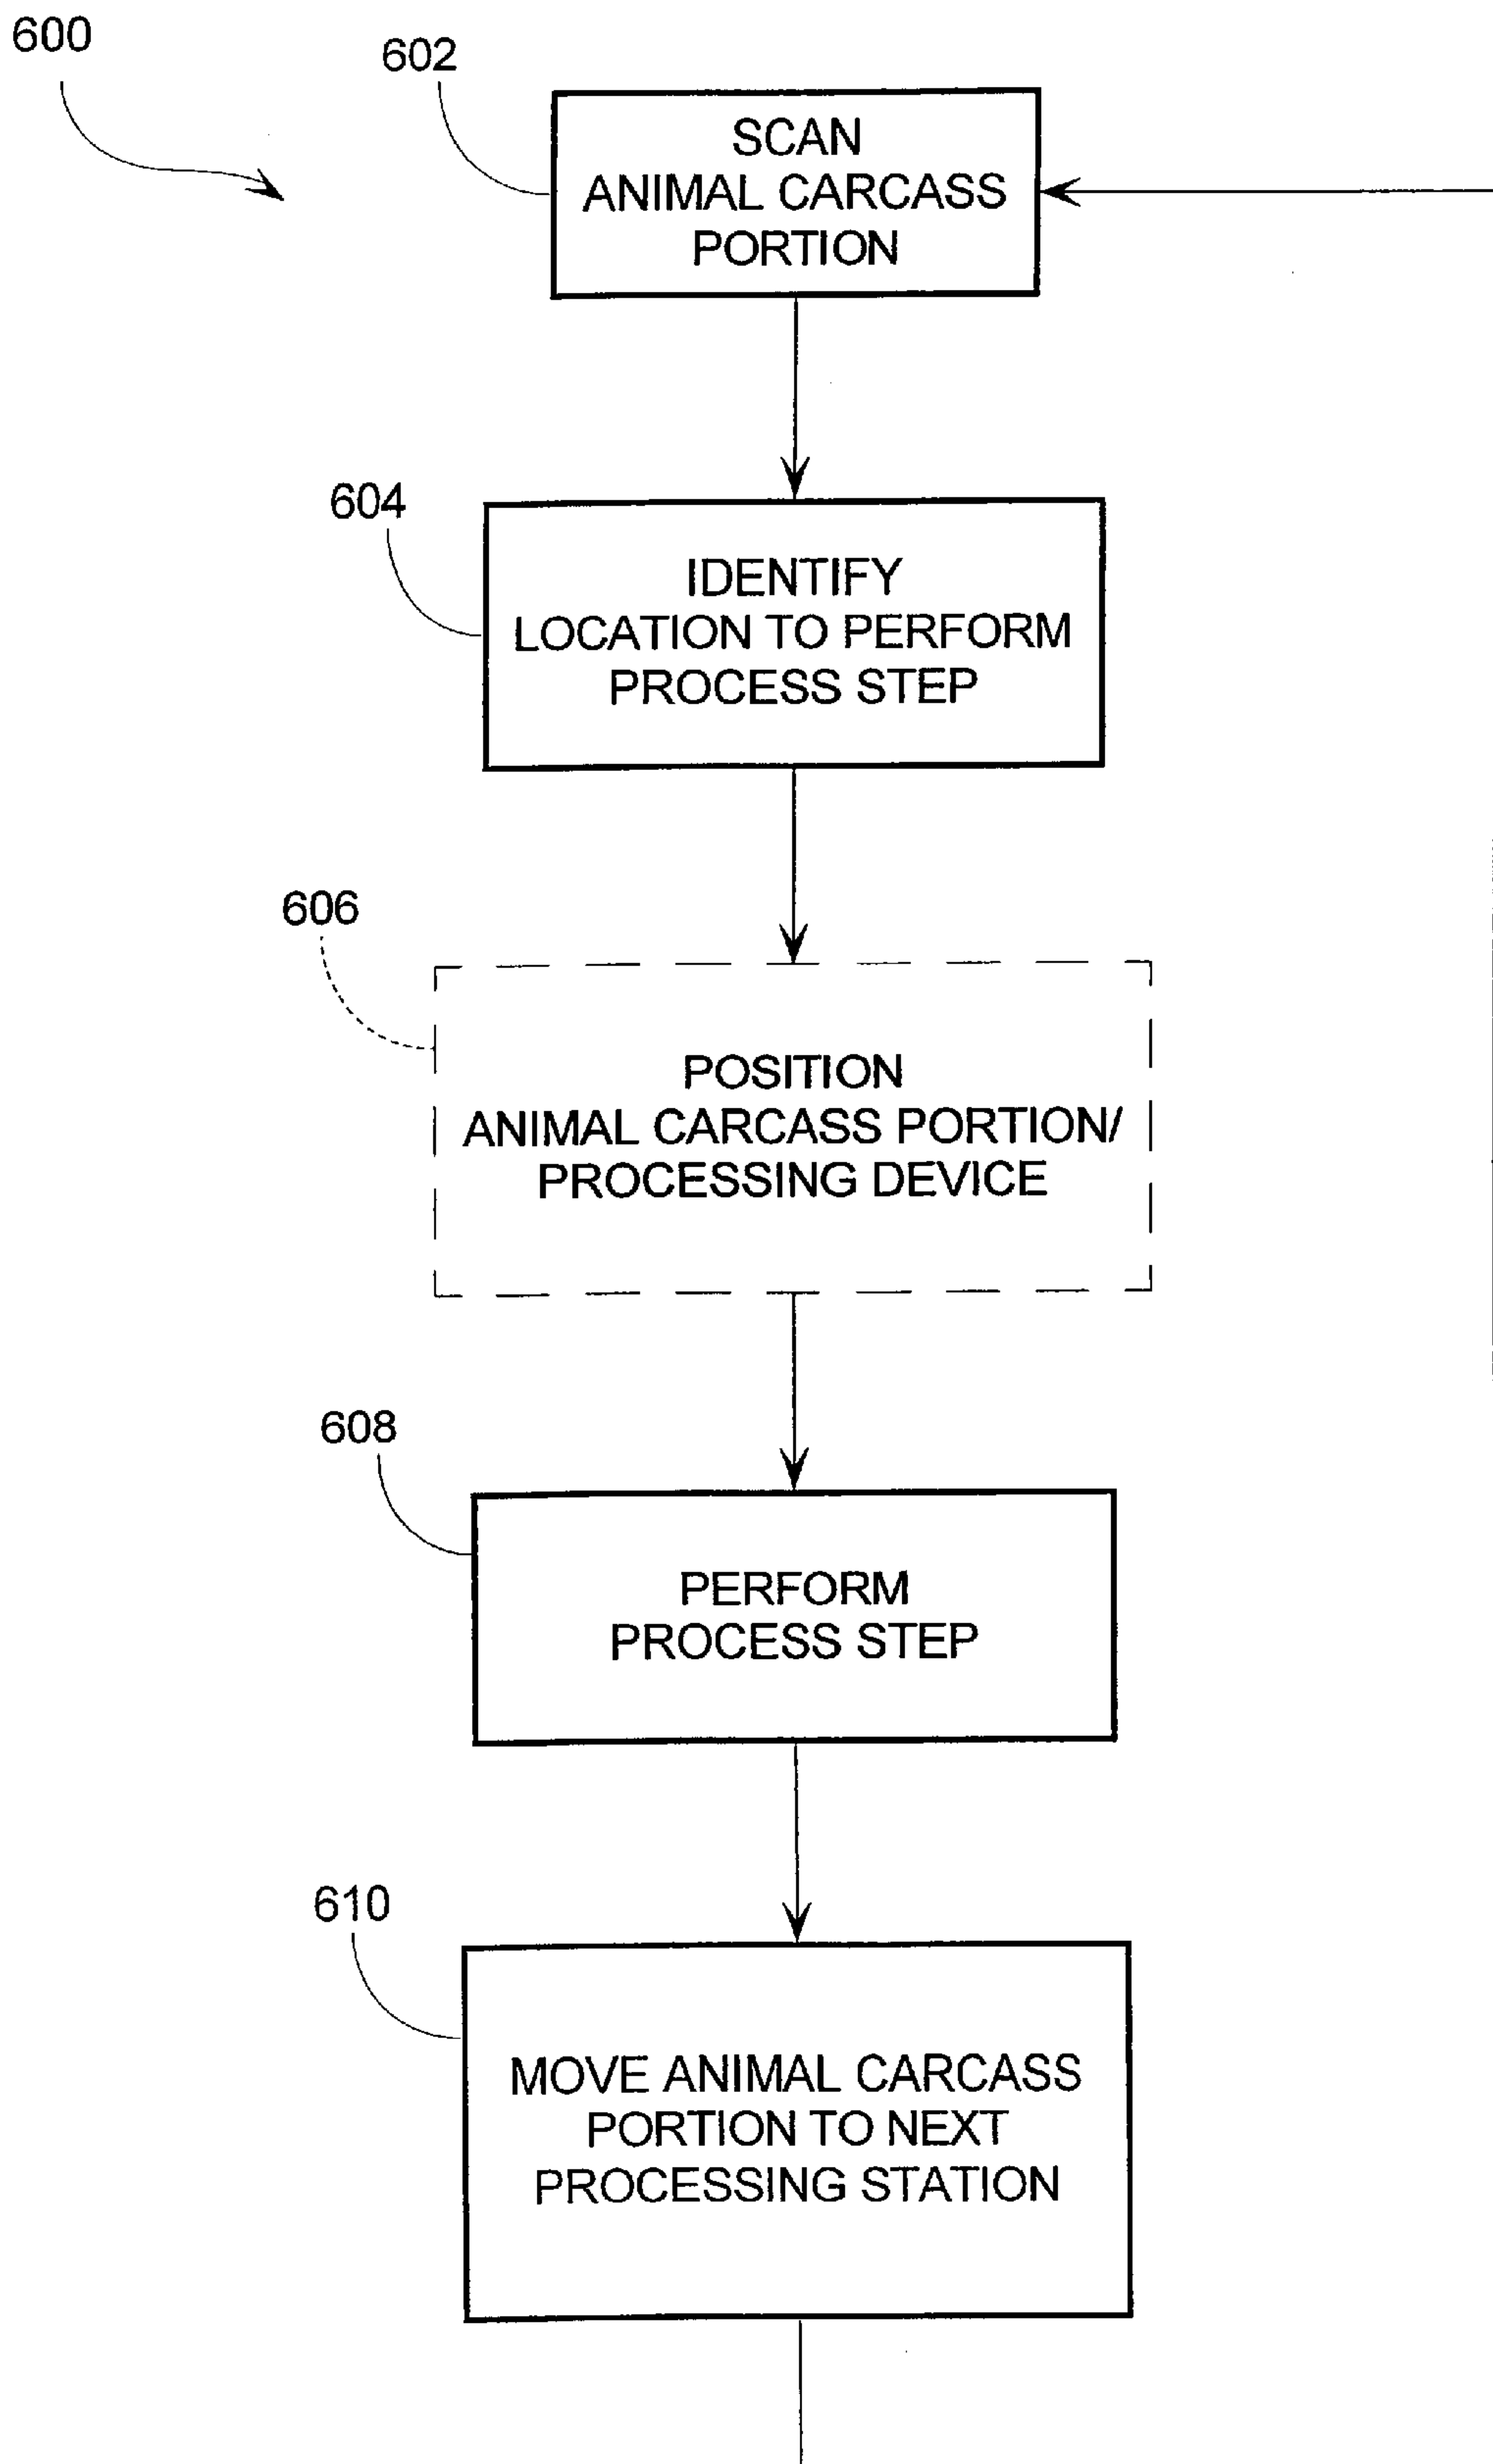 600
602
SCAN
ANIMAL CARCASS
PORTION
604
IDENTIFY
LOCATION TO PERFORM
PROCESS STEP
606
POSITION
ANIMAL CARCASS PORTION/
PROCESSING DEVICE
608
PERFORM
PROCESS STEP
610
MOVE ANIMAL CARCASS
PORTION TO NEXT
PROCESSING STATION